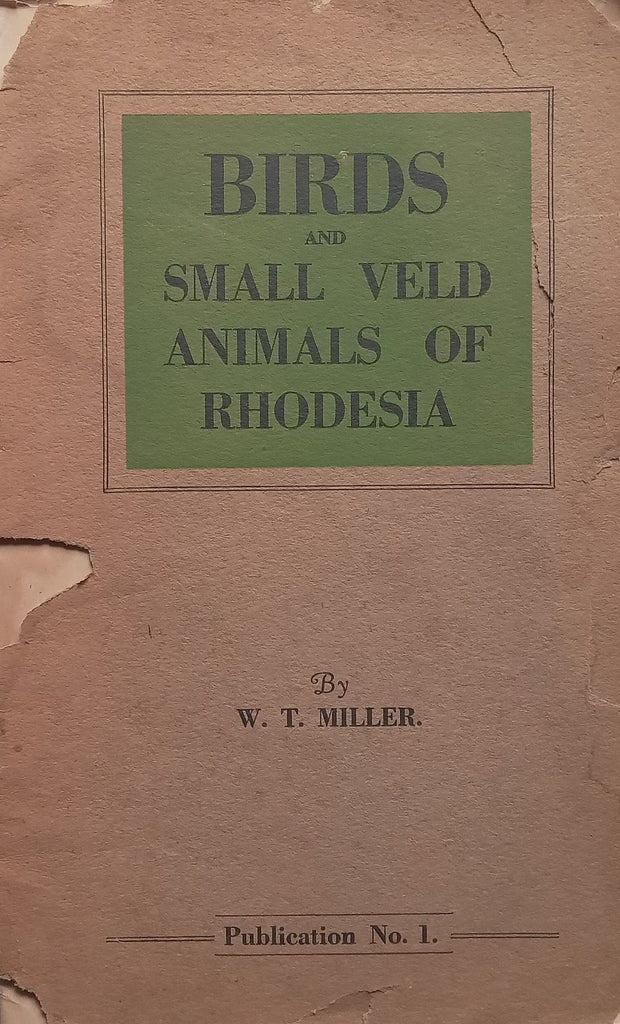 BIRDS
AND
SMALL VELD
ANIMALS OF
RHODESIA
By
W. T. MILLER.
Publication No. 1.